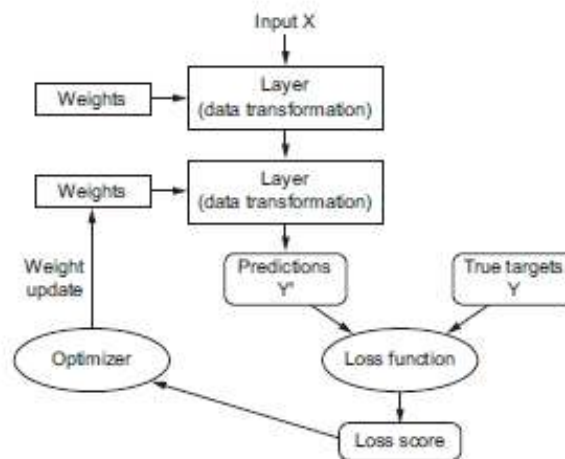 Input X
Layer
(data transformation)
Weights
Layer
(data transformation)
Weights
Weight
update
Predictions
Y'
True targets
Y
Optimizer
Loss function
Loss score